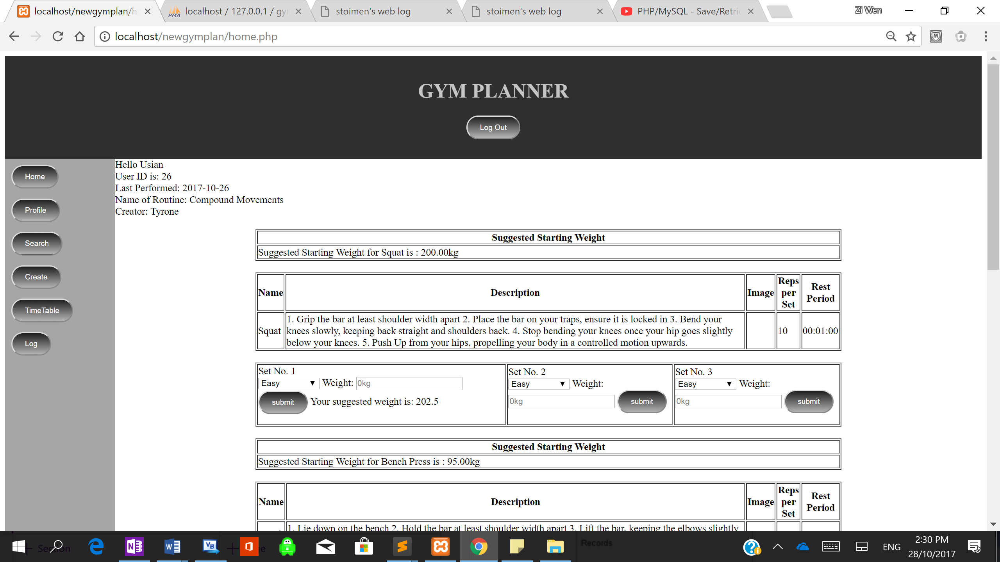 localhost/newgymplan/h
localhost / 127.0.0.1 / gy
stoimen's web log
stoimen's web log
PHP/MySQL - Save/Retrie
Zi Wen
localhost/newgymplan/home.php
GYM PLANNER
Log Out
Home
Profile
Search
Create
TimeTable
Log
Hello Usian
User ID is: 26
Last Performed: 2017-10-26
Name of Routine: Compound Movements
Creator: Tyrone
Suggested Starting Weight
Suggested Starting Weight for Squat is : 200.00kg
Name Description Image Reps per Set Rest Period
Squat
1. Grip the bar at least shoulder width apart 2. Place the bar on your traps, ensure it is locked in 3. Bend your
knees slowly, keeping back straight and shoulders back. 4. Stop bending your knees once your hip goes slightly
below your knees. 5. Push Up from your hips, propelling your body in a controlled motion upwards.
10
00:01:00
Set No. 1
Easy Weight: 0kg
submit Your suggested weight is: 202.5
Set No. 2
Easy Weight:
0kg submit
Set No. 3
Easy Weight:
0kg submit
Suggested Starting Weight
Suggested Starting Weight for Bench Press is : 95.00kg
Name Description Image Reps per Set Rest Period
1. Lie down on the bench 2. Hold the bar at least shoulder width apart 3. Lift the bar, keeping the elbows slightly
Section
Records
ENG
2:30 PM
28/10/2017